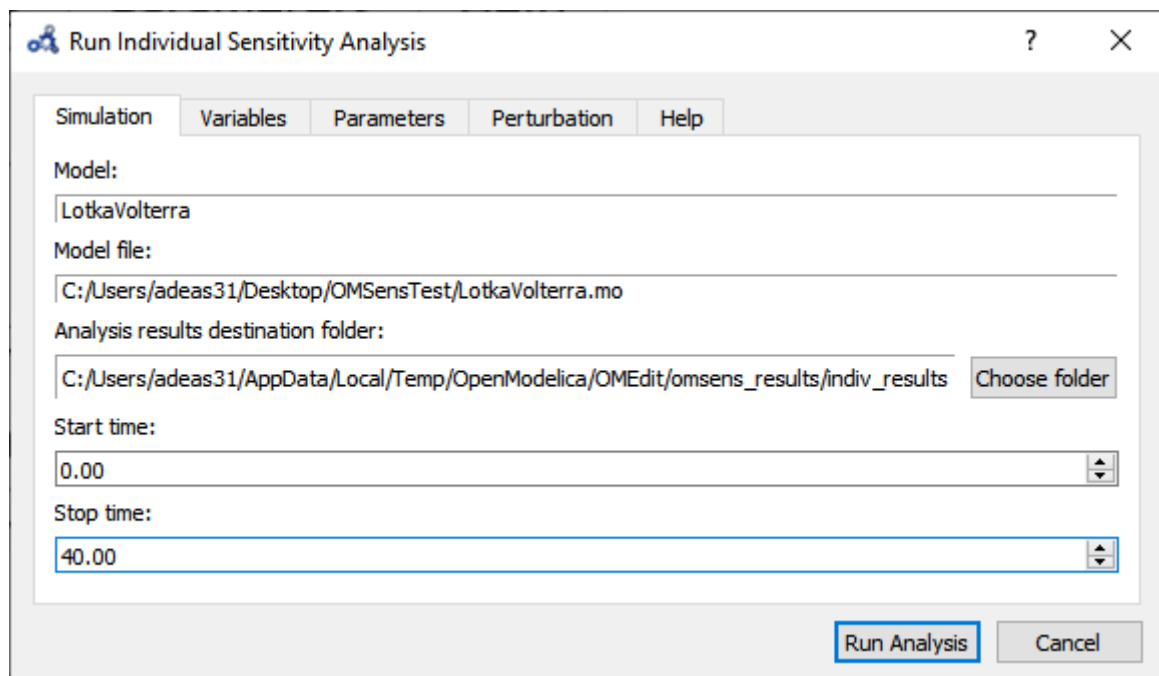 Run Individual Sensitivity Analysis ? X
Simulation Variables Parameters Perturbation Help
Model:
LotkaVolterra
Model file:
C:/Users/adeas31/Desktop/OMSensTest/LotkaVolterra.mo
Analysis results destination folder:
C:/Users/adeas31/AppData/Local/Temp/OpenModelica/OMEdit/omsens_results/indiv_results Choose folder
Start time:
0.00
Stop time:
40.00
Run Analysis Cancel